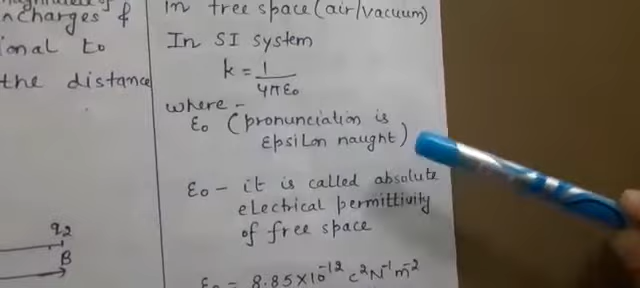 ncharges &
ional to
the distance
q2
B
In free space (air/vacuum)
In SI system
k = 1/4πε₀
where -
ε₀ (pronunciation is
epsilon naught)
ε₀ - it is called absolute
electrical permittivity
of free space
ε₀ = 8.85×10⁻¹² c²N⁻¹m⁻²